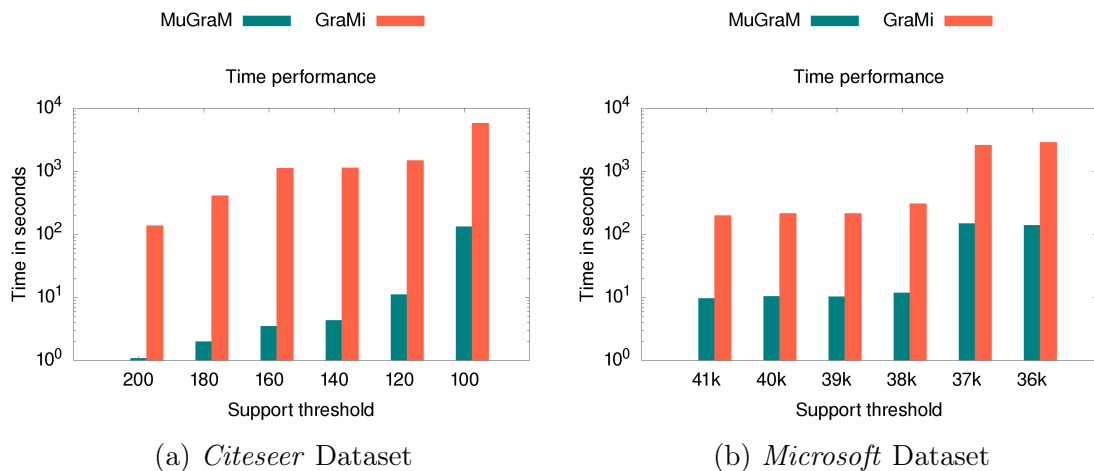 MuGraM GraMi
Time performance
Time in seconds
10^4
10^3
10^2
10^1
10^0
200 180 160 140 120 100
Support threshold
(a) Citeseer Dataset
MuGraM GraMi
Time performance
Time in seconds
10^4
10^3
10^2
10^1
10^0
41k 40k 39k 38k 37k 36k
Support threshold
(b) Microsoft Dataset